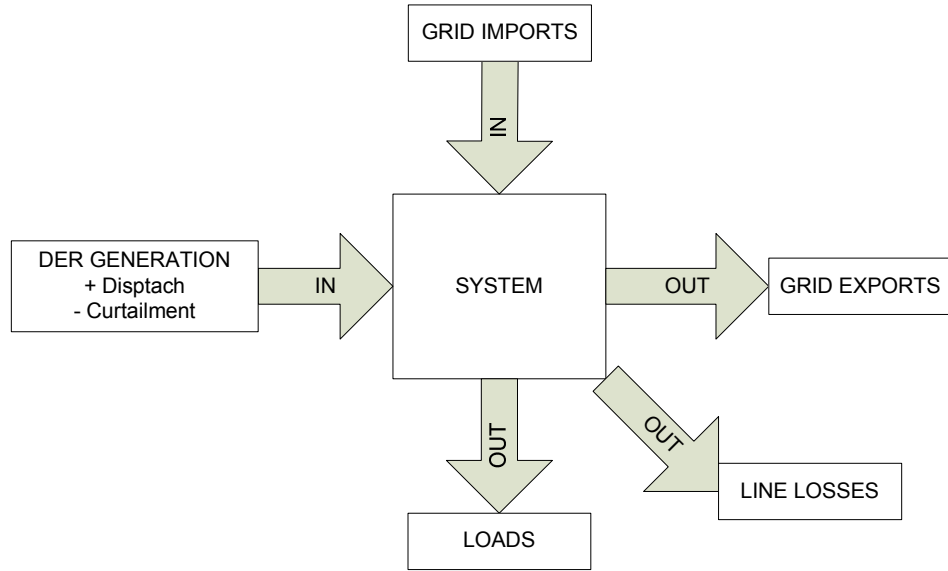 GRID IMPORTS
IN
DER GENERATION
+ Disptach
- Curtailment
IN
SYSTEM
OUT
GRID EXPORTS
OUT
OUT
LINE LOSSES
LOADS